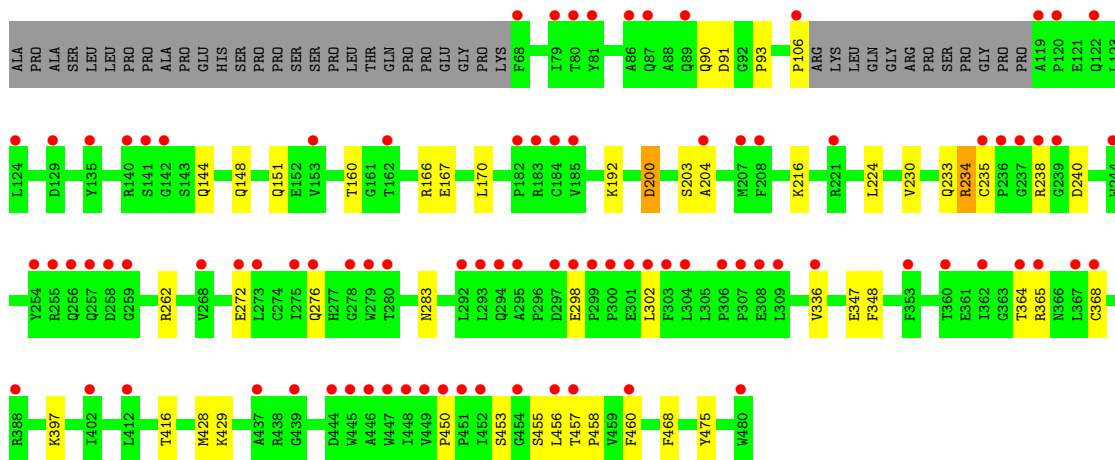 ALA PRO ALA SER LEU LEU PRO PRO ALA PRO GLU HIS SER PRO PRO SER SER PRO LEU THR GLN PRO PRO GLU GLY PRO LYS F68 I79 T80 Y81 A86 Q87 A88 Q89 Q90 D91 G92 P93 P106 ARG LYS LEU GLN GLY ARG PRO SER PRO GLY PRO PRO A119 P120 E121 Q122 L123
L124 D129 Y135 R140 S141 G142 S143 Q144 Q148 Q151 E152 V153 T160 G161 T162 R166 E167 L170 P182 R183 C184 V185 K192 D200 S203 A204 M207 F208 K216 R221 L224 V230 Q233 R234 C235 P236 G237 R238 G239 D240 W244
Y254 R255 Q256 Q257 D258 G259 R262 V268 E272 L273 C274 I275 Q276 H277 G278 W279 T280 N283 L292 L293 Q294 A295 P296 D297 E298 P299 P300 E301 L302 F303 L304 L305 P306 P307 E308 L309 V336 E347 F348 F353 T360 E361 I362 G363 T364 R365 N366 L367 C368
R388 K397 I402 L412 T416 M428 K429 A437 R438 G439 D444 W445 A446 W447 I448 V449 P450 P451 I452 S453 G454 S455 L456 T457 P458 V459 F460 F468 Y475 W480